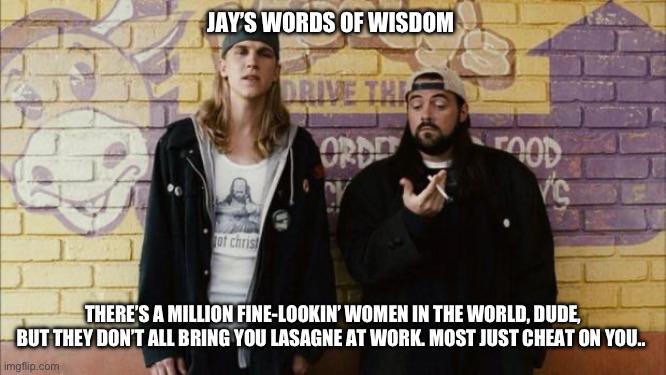 JAY'S WORDS OF WISDOM
DRIVE TH
ORDE FOOD
Y'S
got christ
THERE'S A MILLION FINE-LOOKIN' WOMEN IN THE WORLD, DUDE,
BUT THEY DON'T ALL BRING YOU LASAGNE AT WORK. MOST JUST CHEAT ON YOU..
imgflip.com